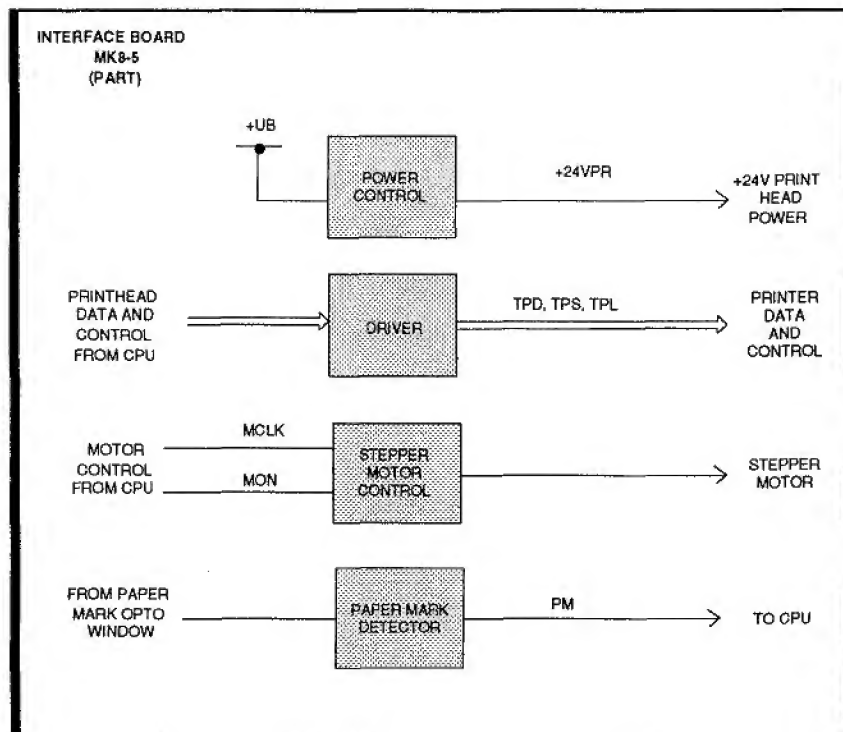 INTERFACE BOARD
MK8-5
(PART)
+UB
POWER
CONTROL
+24VPR
+24V PRINT
HEAD
POWER
PRINTHEAD
DATA AND
CONTROL
FROM CPU
DRIVER
TPD, TPS, TPL
PRINTER
DATA
AND
CONTROL
MOTOR
CONTROL
FROM CPU
MCLK
MON
STEPPER
MOTOR
CONTROL
STEPPER
MOTOR
FROM PAPER
MARK OPTO
WINDOW
PAPER MARK
DETECTOR
PM
TO CPU